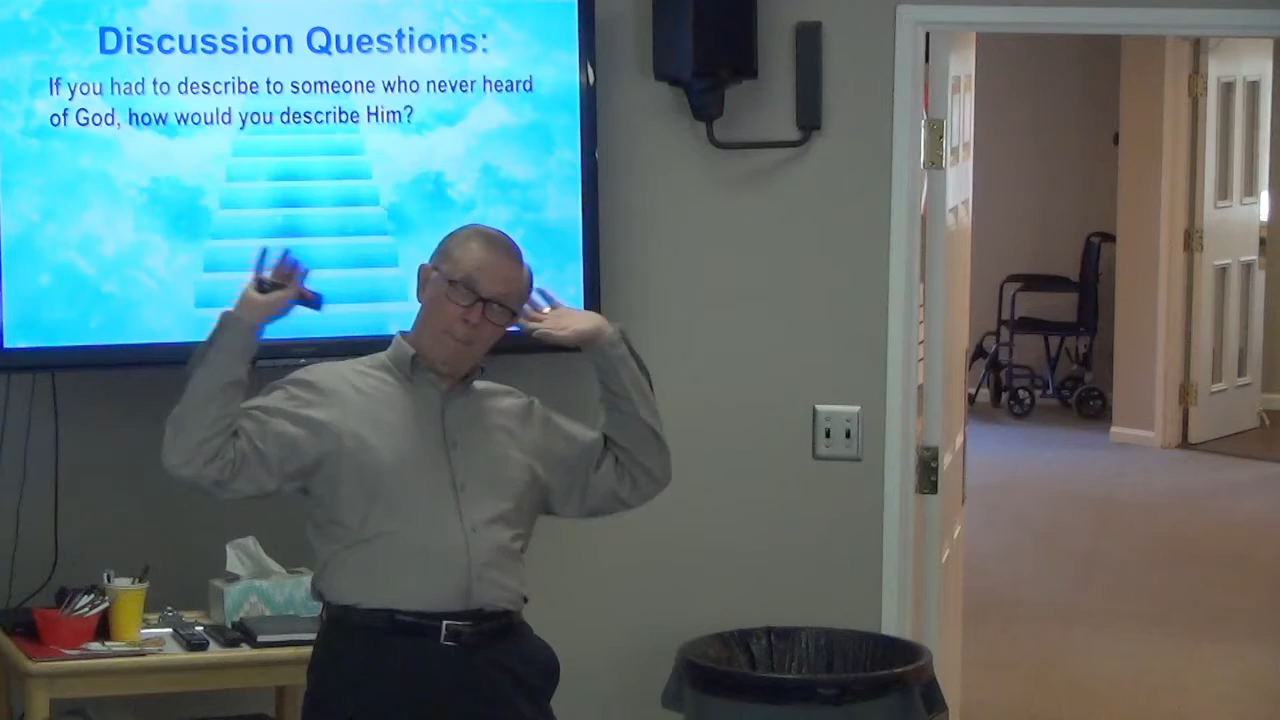 Discussion Questions:
If you had to describe to someone who never heard
of God, how would you describe Him?